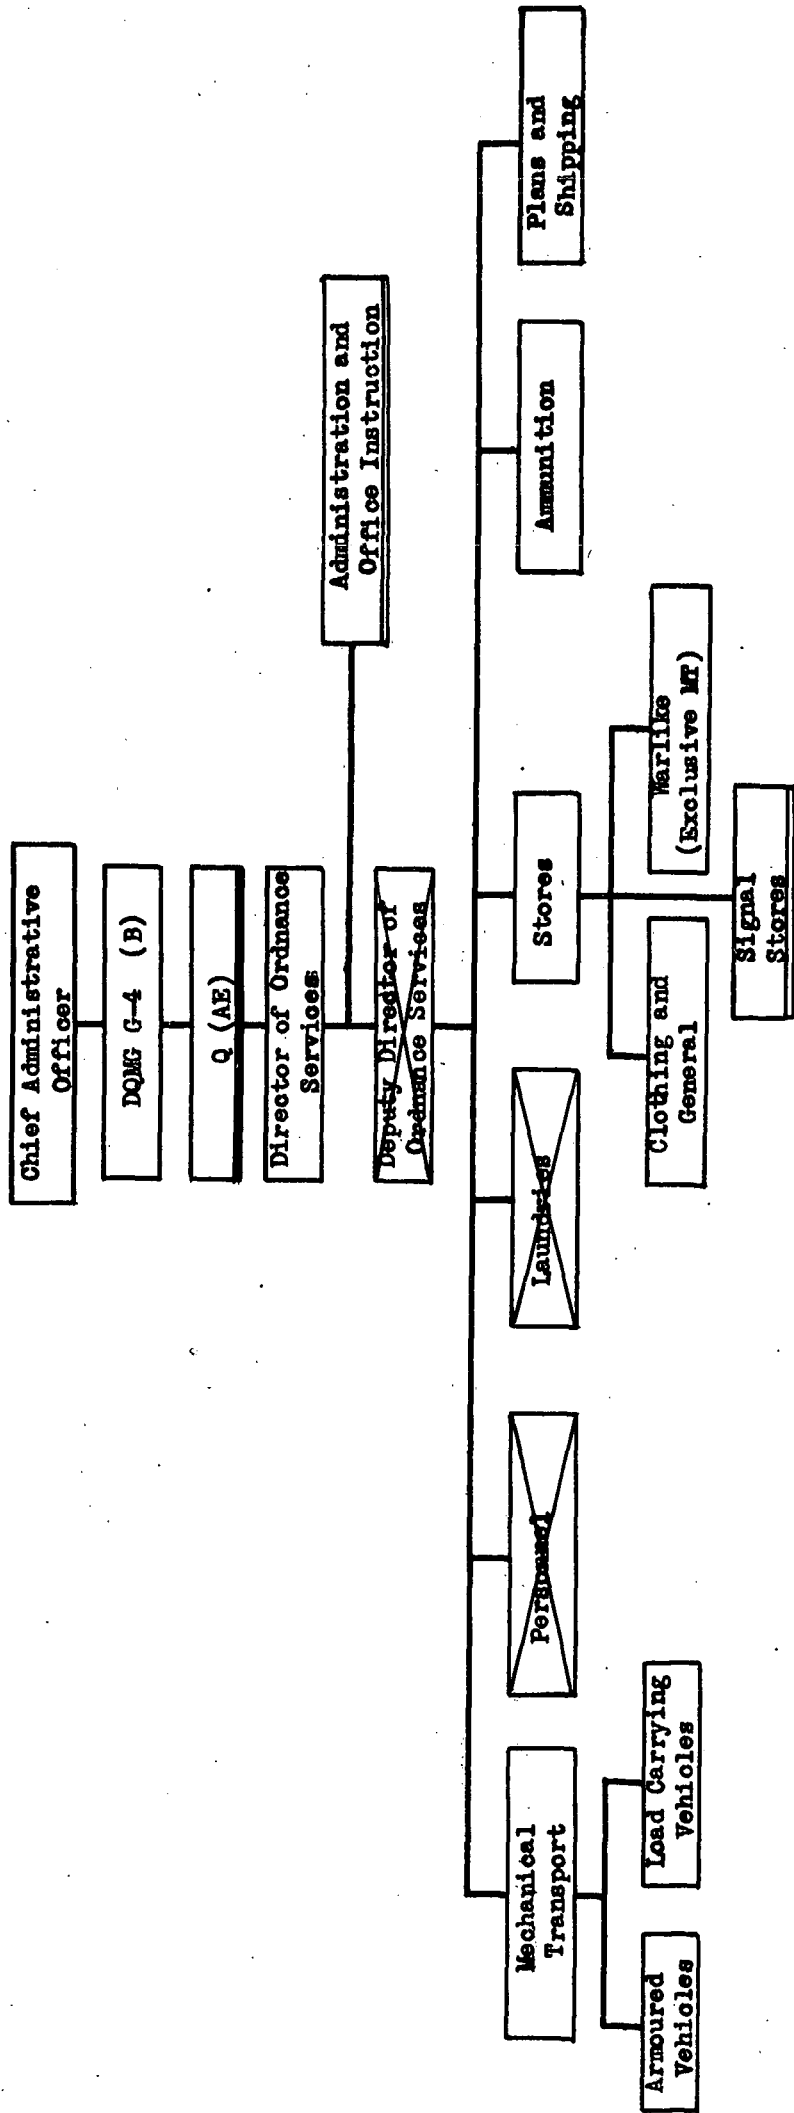 Chief Administrative
Officer
DQMG G-4 (B)
Q (AE)
Director of Ordnance
Services
Administration and
Office Instruction
Deputy Director of
Ordnance Services
Mechanical
Transport
Personnel
Laundries
Stores
Ammunition
Plans and
Shipping
Armoured
Vehicles
Load Carrying
Vehicles
Clothing and
General
Warlike
(Exclusive MT)
Signal
Stores